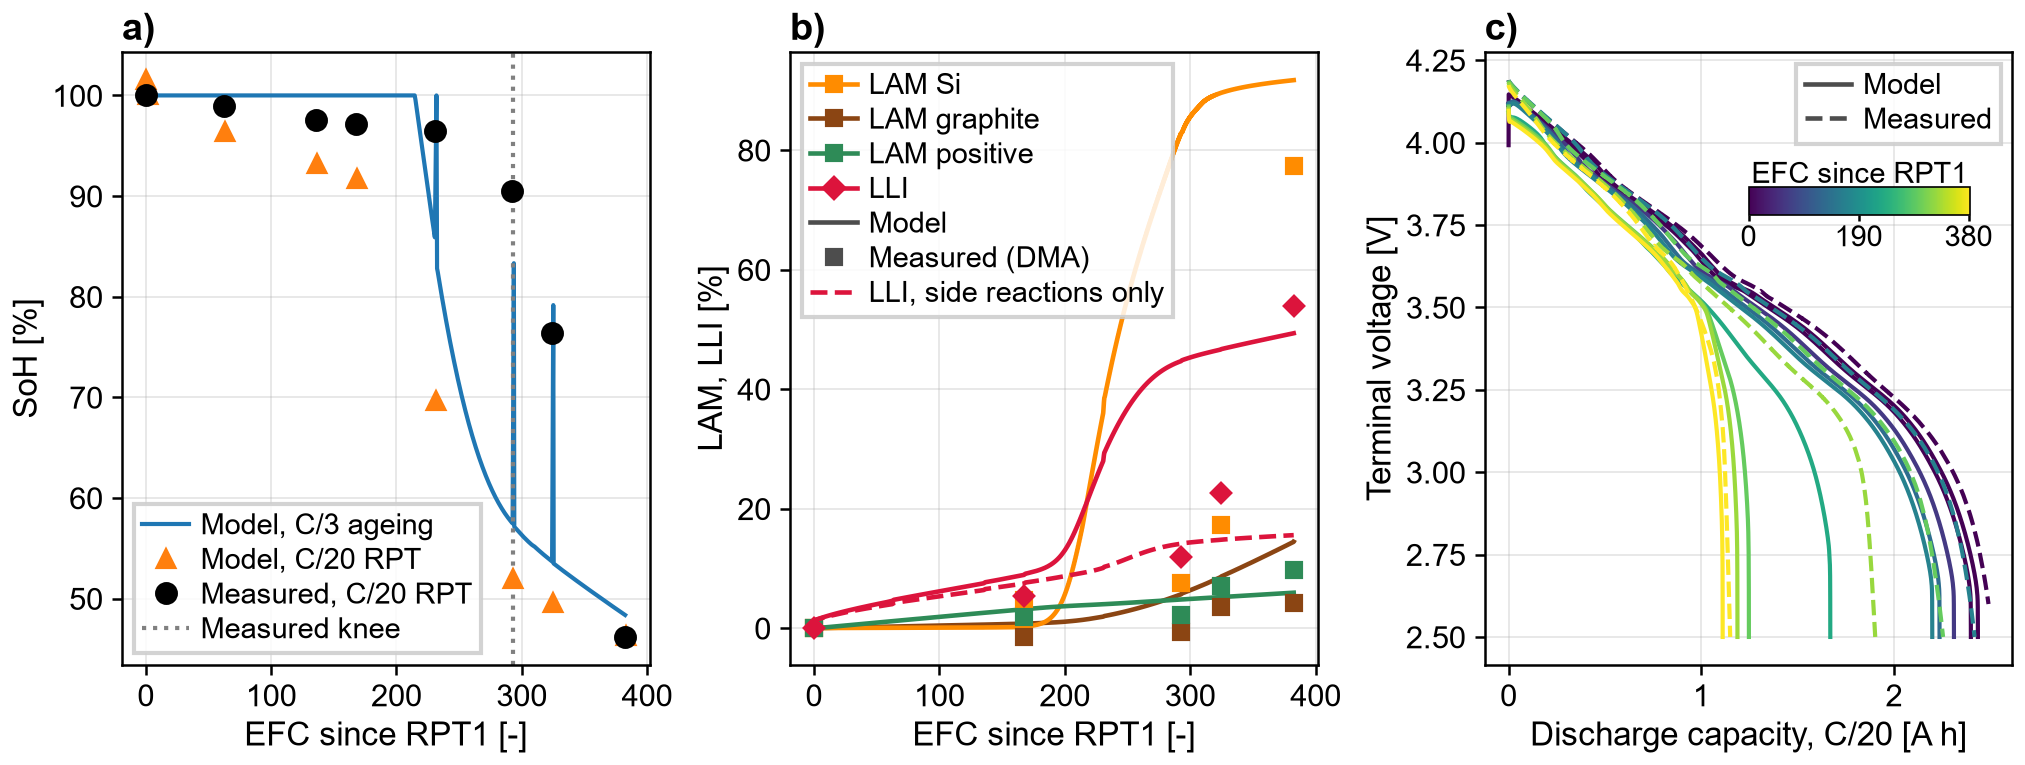 a)
SoH [%]
100
90
80
70
60
50
Model, C/3 ageing
Model, C/20 RPT
Measured, C/20 RPT
Measured knee
0
100
200
300
400
EFC since RPT1 [-]
b)
LAM, LLI [%]
80
60
40
20
0
LAM Si
LAM graphite
LAM positive
LLI
Model
Measured (DMA)
LLI, side reactions only
0
100
200
300
400
EFC since RPT1 [-]
c)
Terminal voltage [V]
4.25
4.00
3.75
3.50
3.25
3.00
2.75
2.50
Model
Measured
EFC since RPT1
0
190
380
0
1
2
Discharge capacity, C/20 [A h]